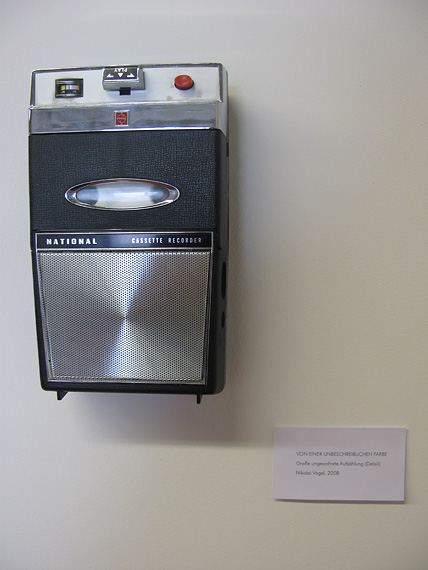 PLAY
NATIONAL CASSETTE RECORDER
VON EINER UNBESCHREIBLICHEN FARBE
Große ungeordnete Aufzählung (Detail)
Nikolai Vogel, 2008